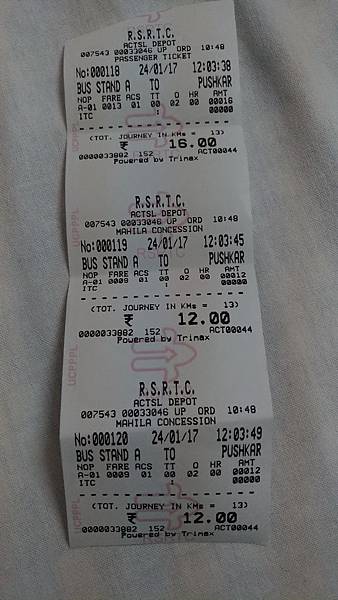 R.S.R.T.C.
ACTSL DEPOT
007543 00033046 UP ORD 10:48
PASSENGER TICKET
No:000118 24/01/17 12:03:38
BUS STAND A TO PUSHKAR
NOP FARE ACS TT O HR AMT
A-01 0013 01 00 02 00 00016
ITC : 00000
(TOT. JOURNEY IN KMs = 13)
₹ 16.00
0000033882 152 ACT00044
Powered by Trimax
R.S.R.T.C.
ACTSL DEPOT
007543 00033046 UP ORD 10:48
MAHILA CONCESSION
No:000119 24/01/17 12:03:45
BUS STAND A TO PUSHKAR
NOP FARE ACS TT O HR AMT
A-01 0009 01 02 02 00 00012
ITC : 00000
(TOT. JOURNEY IN KMs = 13)
₹ 12.00
0000033882 152 ACT00044
Powered by Trimax
UCPPPL
R.S.R.T.C.
ACTSL DEPOT
007543 00033046 UP ORD 10:48
MAHILA CONCESSION
No:000120 24/01/17 12:03:49
BUS STAND A TO PUSHKAR
NOP FARE ACS TT O HR AMT
A-01 0009 01 02 02 00 00012
ITC : 00000
(TOT. JOURNEY IN KMs = 13)
₹ 12.00
0000033882 152 ACT00044
Powered by Trimax